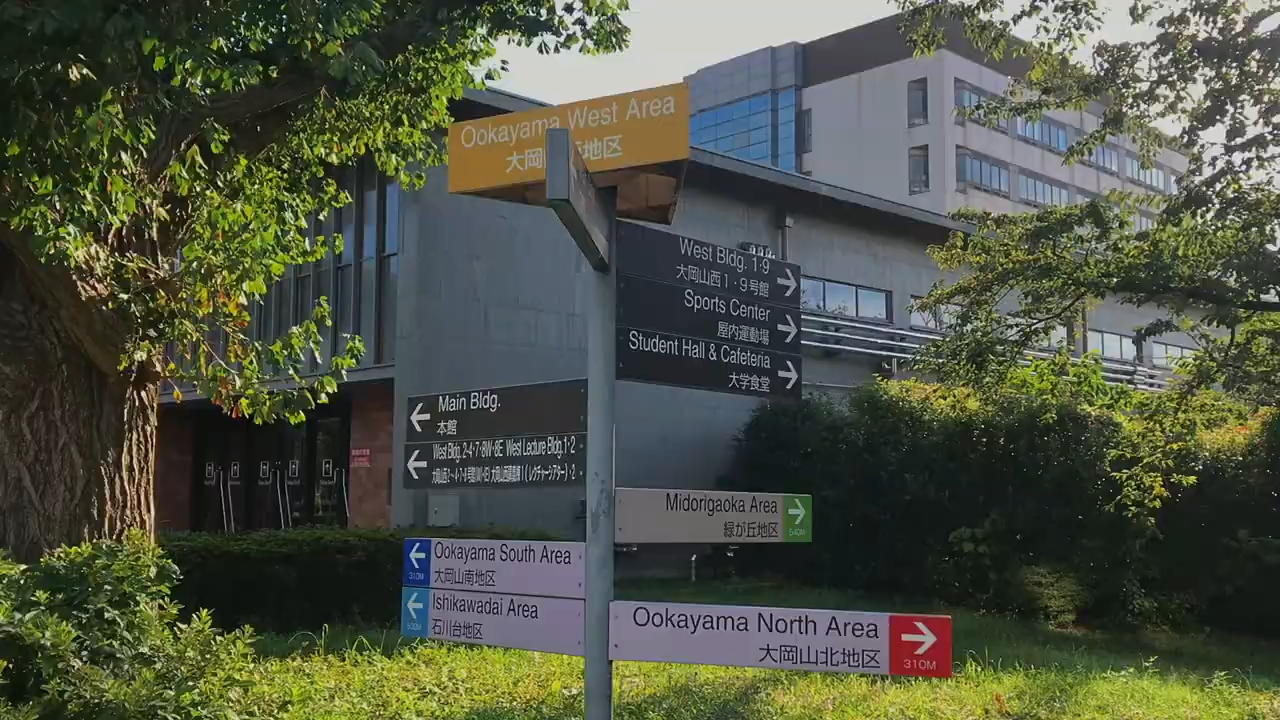 Ookayama West Area
大岡 地区
West Bldg. 1·9
大岡山西1・9号館
Sports Center
屋内運動場
Student Hall & Cafeteria
大学食堂
Main Bldg.
本館
West Bldg. 2·4·7·8W·8E West Lecture Bldg. 1·2
Midorigaoka Area
緑が丘地区
540M
Ookayama South Area
大岡山南地区
310M
Ishikawadai Area
石川台地区
Ookayama North Area
大岡山北地区
310M